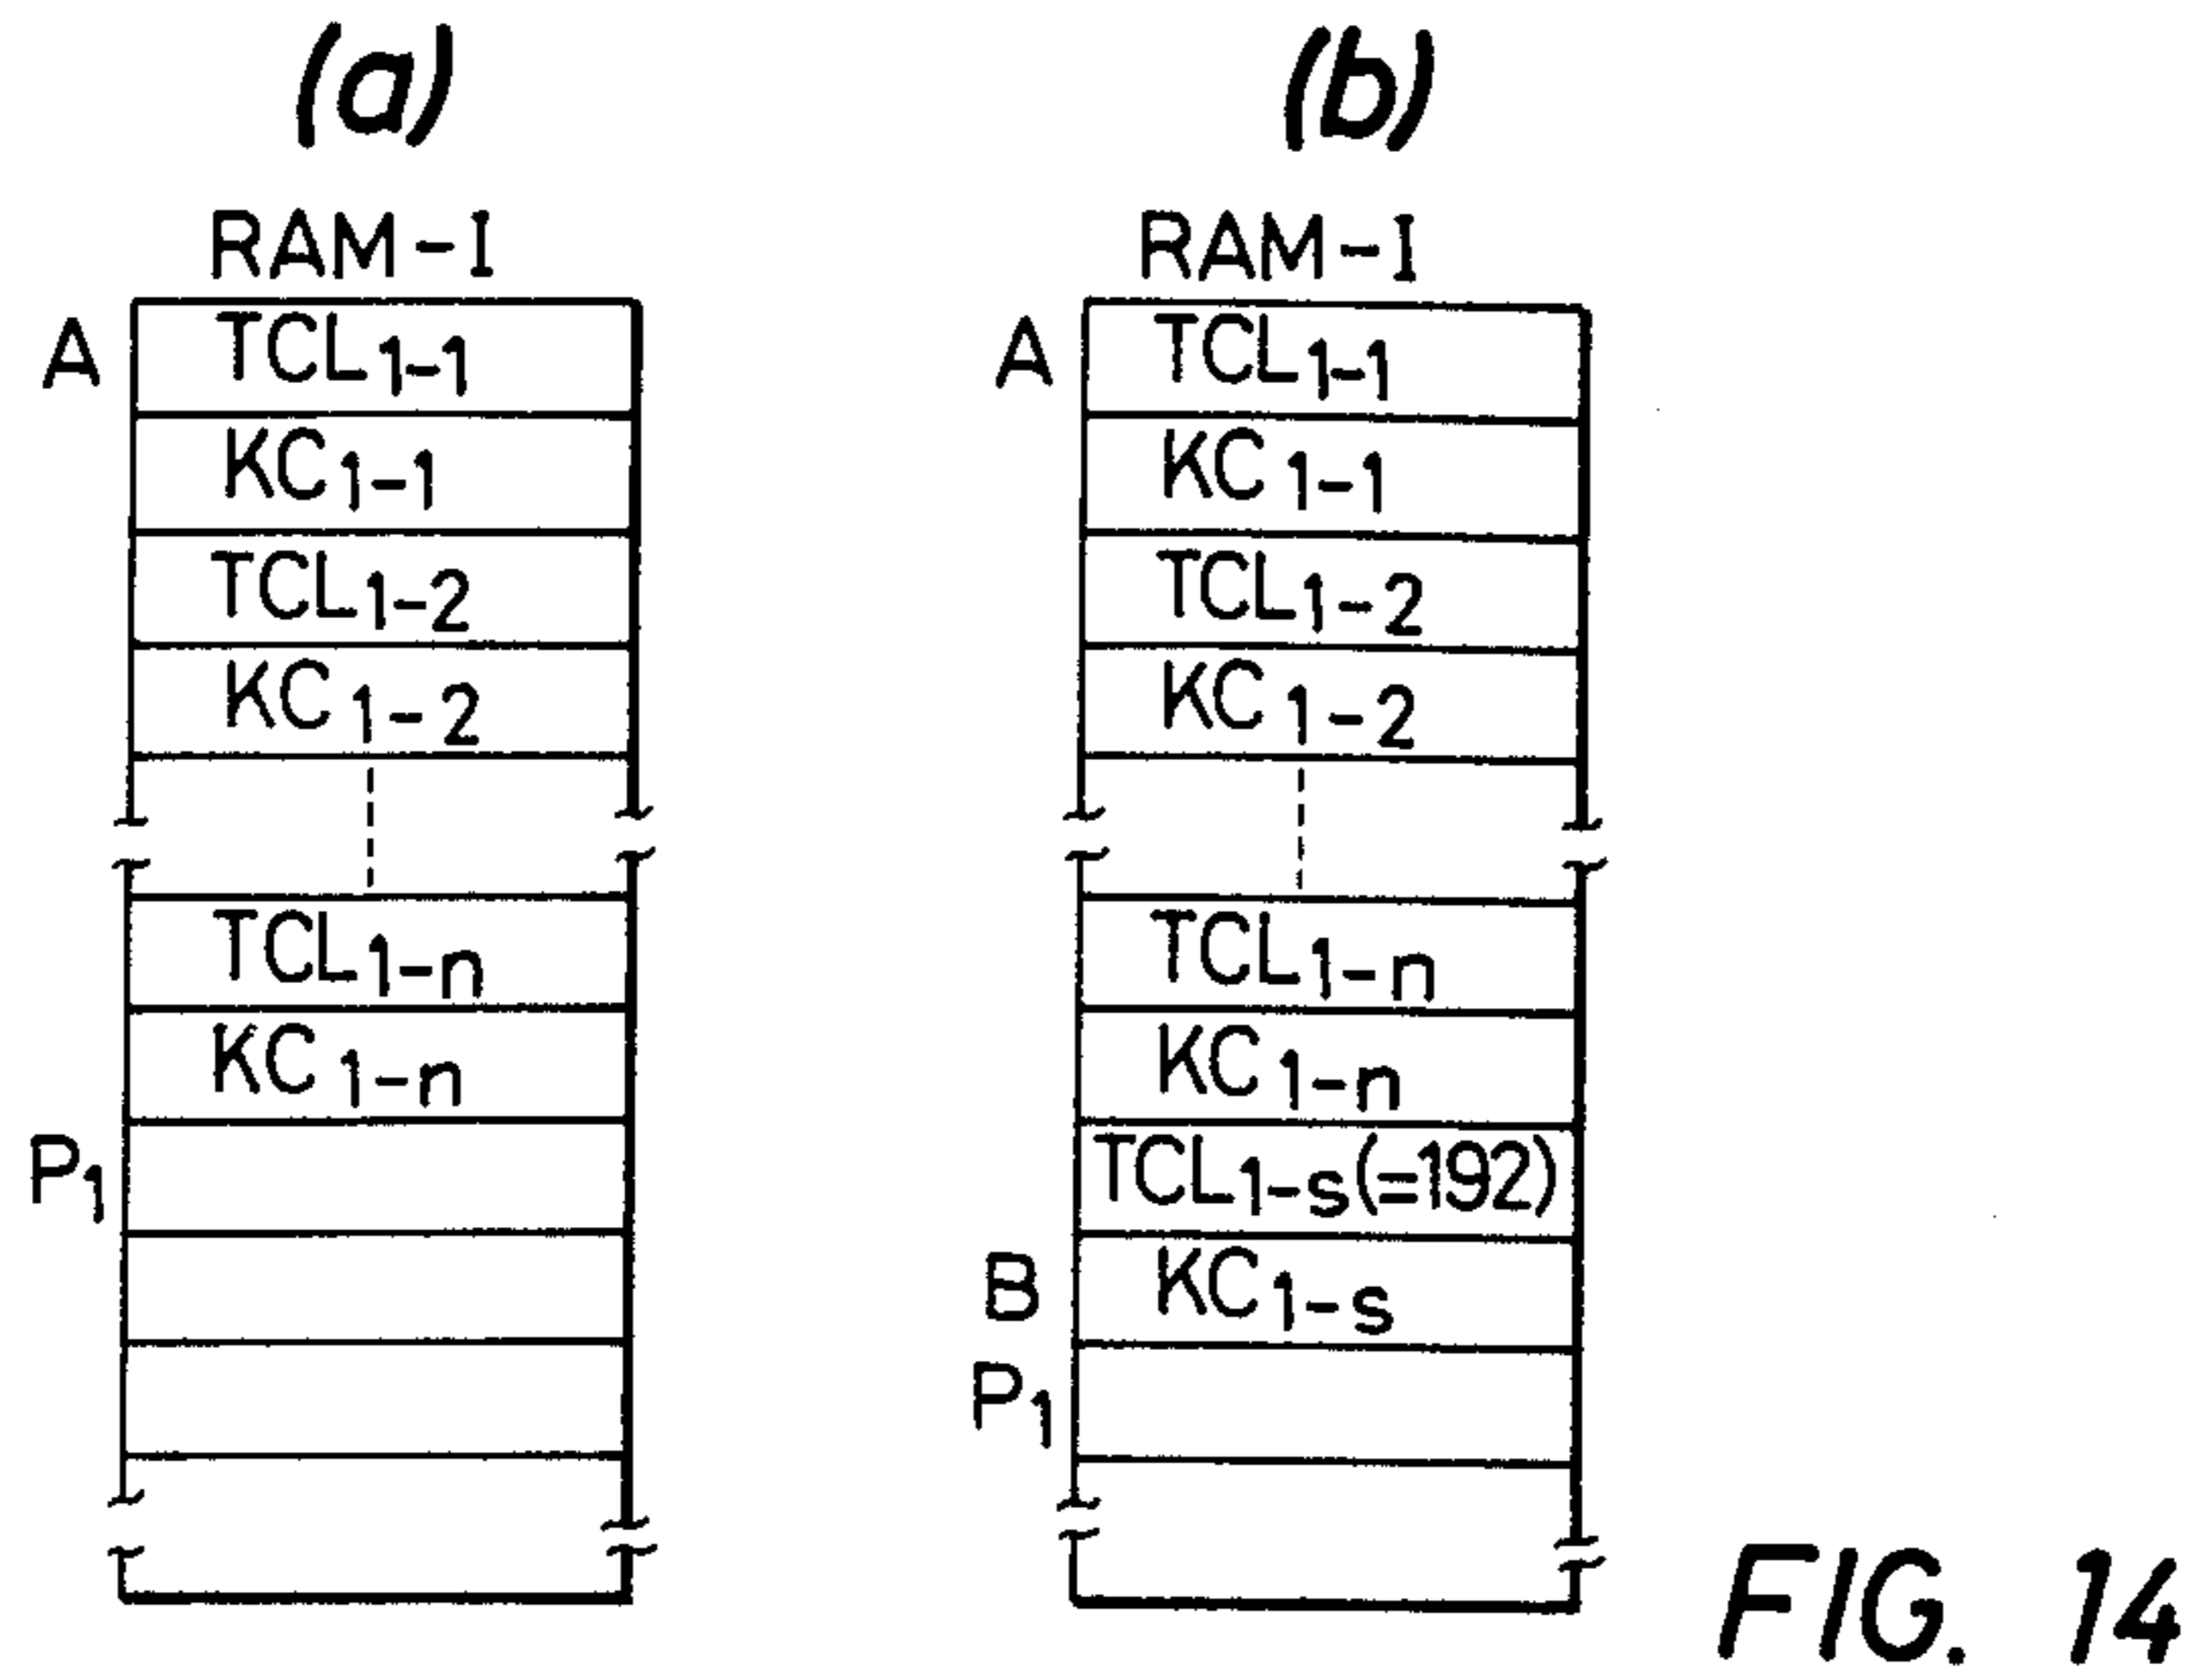 (a)
RAM-I
A
TCL1-1
KC1-1
TCL1-2
KC1-2
TCL1-n
KC1-n
P1
(b)
RAM-I
A
TCL1-1
KC1-1
TCL1-2
KC1-2
TCL1-n
KC1-n
TCL1-s(=192)
B
KC1-s
P1
FIG. 14